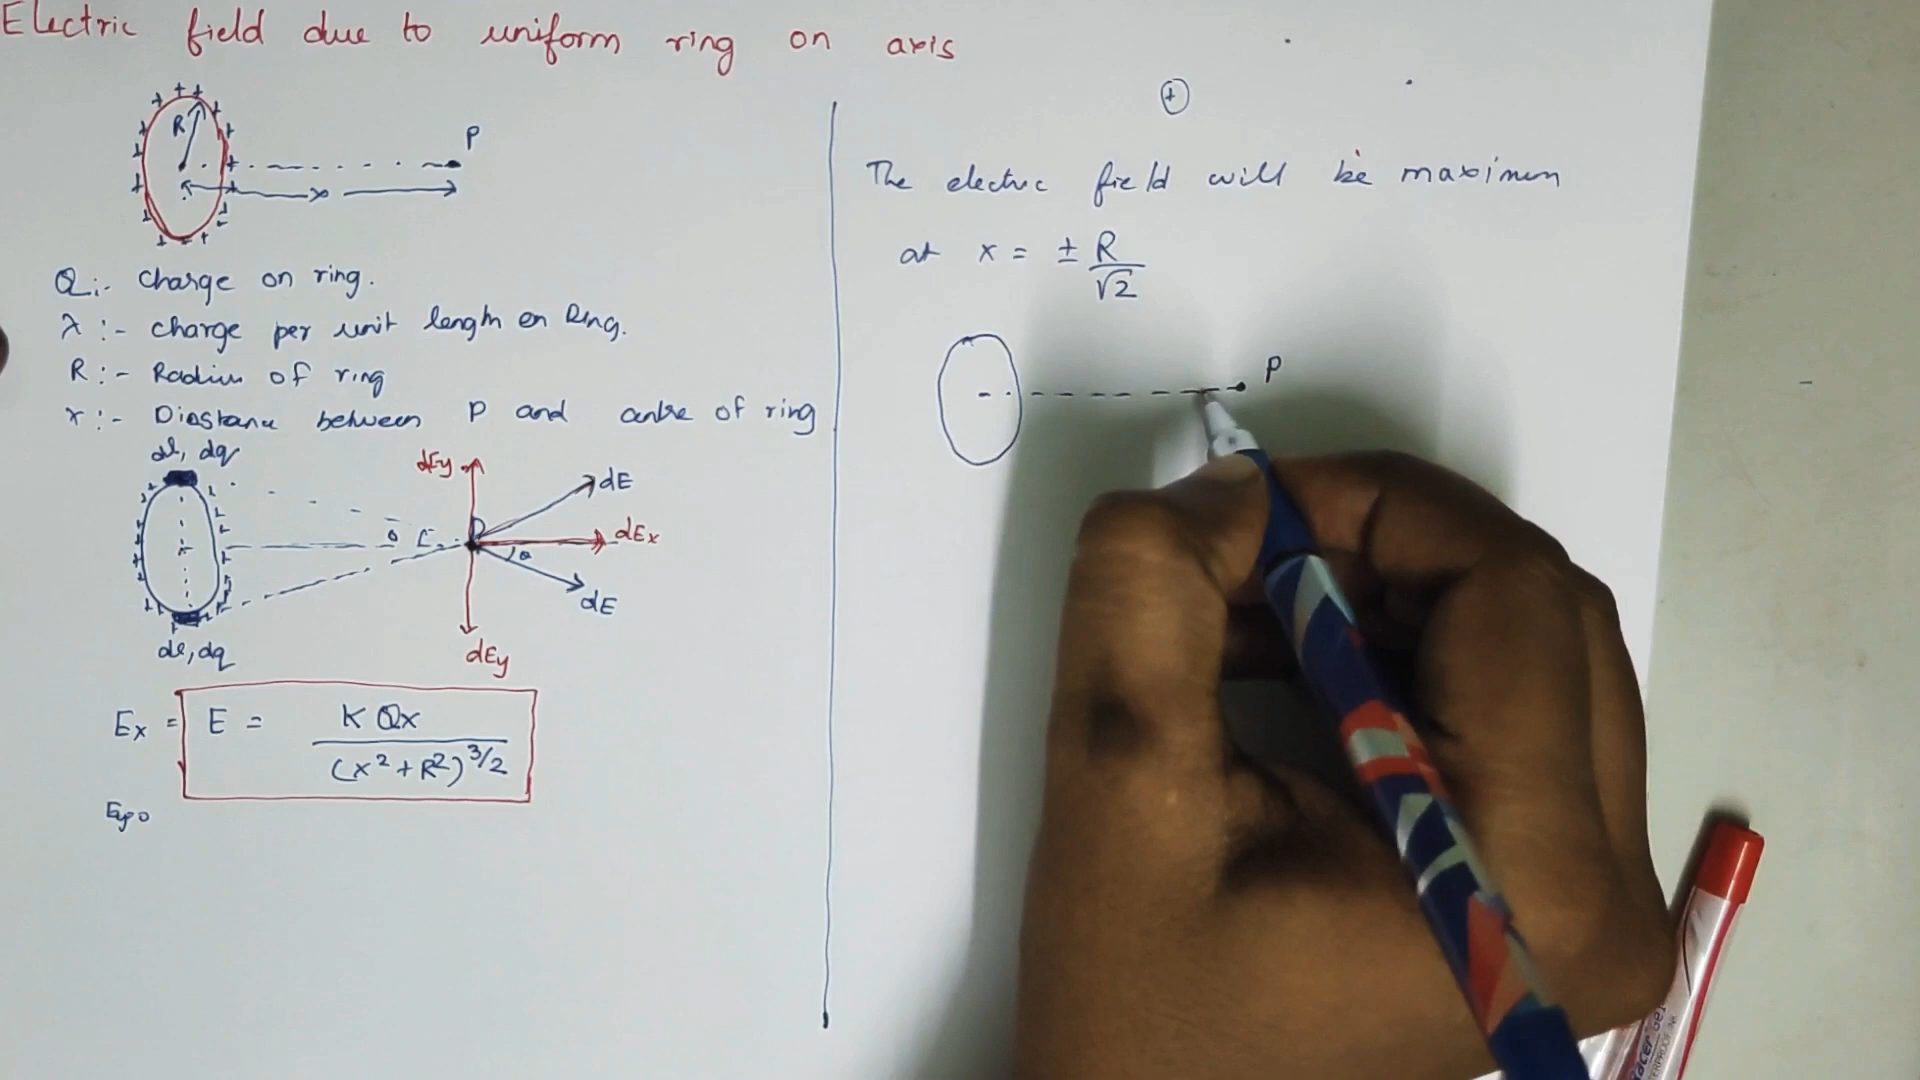 Electric field due to uniform ring on axis
R
P
x
Q:- Charge on ring.
λ :- Charge per unit length on Ring.
R :- Radius of ring
x :- Diastance between P and centre of ring
dl, dq
dEy
dE
dEx
θ
θ
dE
dl, dq
dEy
Ex = E = KQx / (x² + R²)^3/2
Ey=0
+
The electric field will be maximum
at x = ± R/√2
P